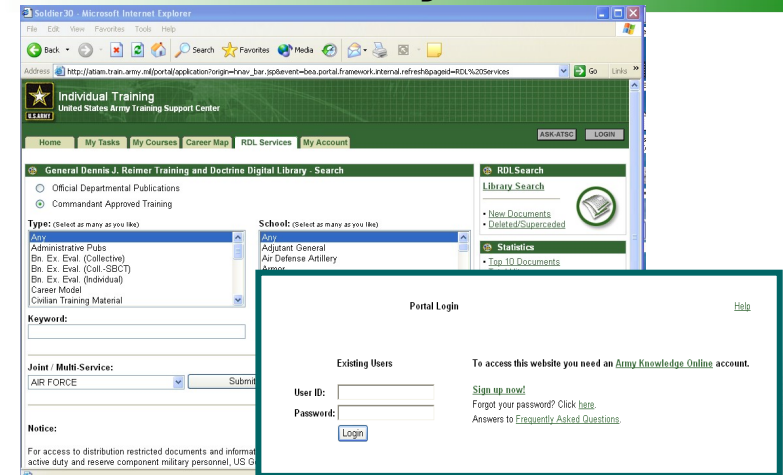 Soldier30 - Microsoft Internet Explorer
File Edit View Favorites Tools Help
Back Search Favorites Media
Address http://atiam.train.army.mil/portal/application?origin=hnav_bar.jsp&event=bea.portal.framework.internal.refresh&pageid=RDL%20Services Go Links »
U.S.ARMY
Individual Training
United States Army Training Support Center
ASK-ATSC LOGIN
Home My Tasks My Courses Career Map RDL Services My Account
General Dennis J. Reimer Training and Doctrine Digital Library - Search
Official Departmental Publications
Commandant Approved Training
Type: (Select as many as you like)
Any
Administrative Pubs
Bn. Ex. Eval. (Collective)
Bn. Ex. Eval. (Coll.-SBCT)
Bn. Ex. Eval. (Individual)
Career Model
Civilian Training Material
School: (Select as many as you like)
Any
Adjutant General
Air Defense Artillery
Armor
RDLSearch
Library Search
• New Documents
• Deleted/Superceded
Statistics
• Top 10 Documents
Keyword:
Joint / Multi-Service:
AIR FORCE Submit
Notice:
For access to distribution restricted documents and informat
active duty and reserve component military personnel, US G
Portal Login Help
Existing Users
User ID:
Password:
Login
To access this website you need an Army Knowledge Online account.
Sign up now!
Forgot your password? Click here.
Answers to Frequently Asked Questions.